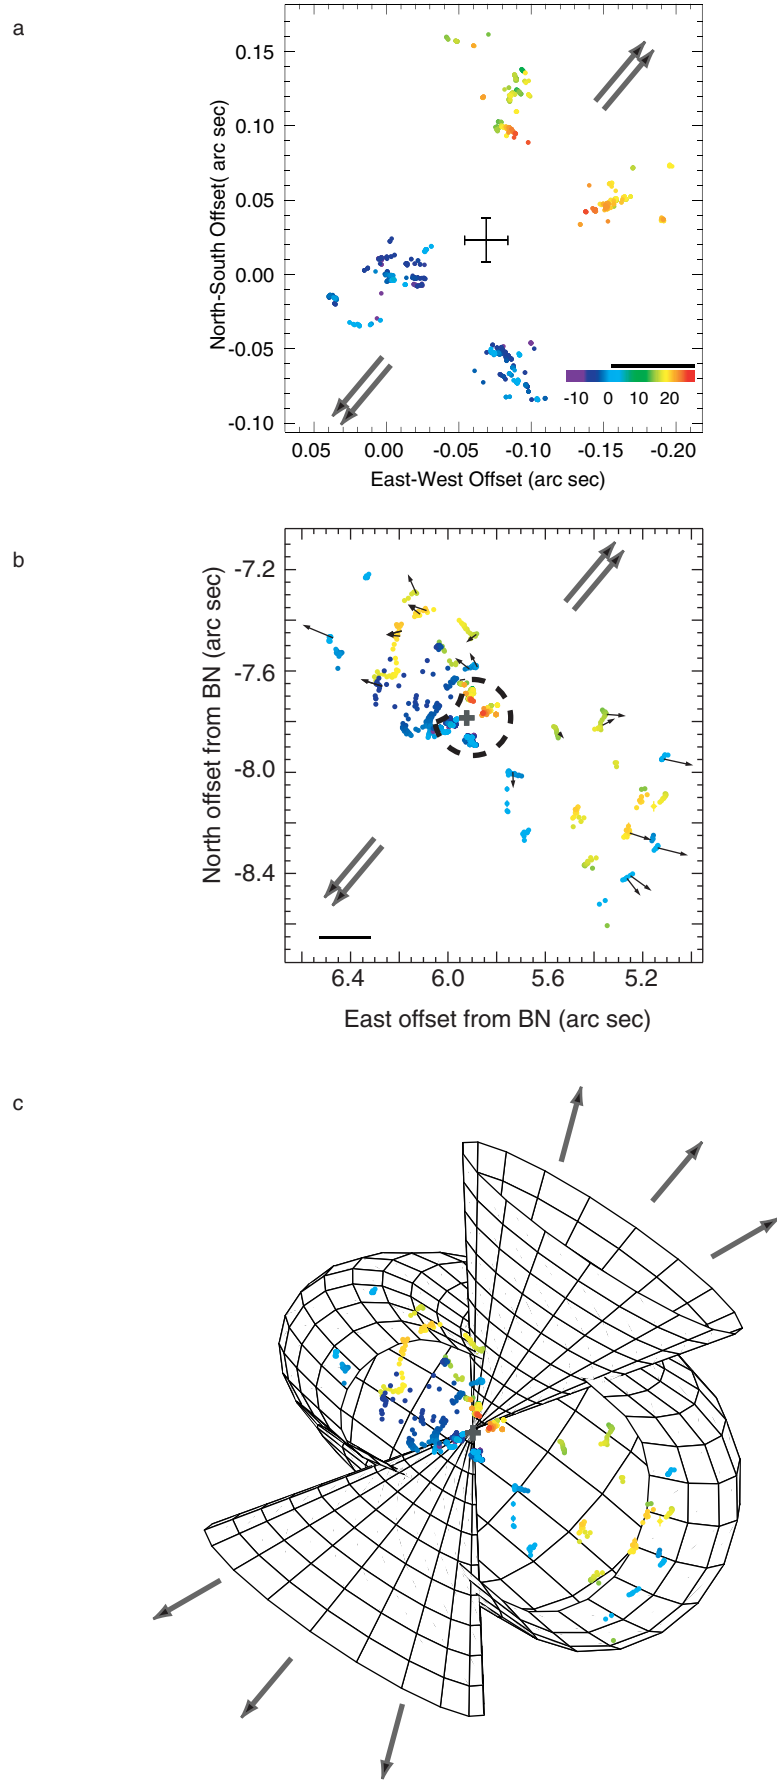 a
North-South Offset( arc sec)
0.15
0.10
0.05
0.00
-0.05
-0.10
-10 0 10 20
0.05 0.00 -0.05 -0.10 -0.15 -0.20
East-West Offset (arc sec)
b
North offset from BN (arc sec)
-7.2
-7.6
-8.0
-8.4
6.4 6.0 5.6 5.2
East offset from BN (arc sec)
c